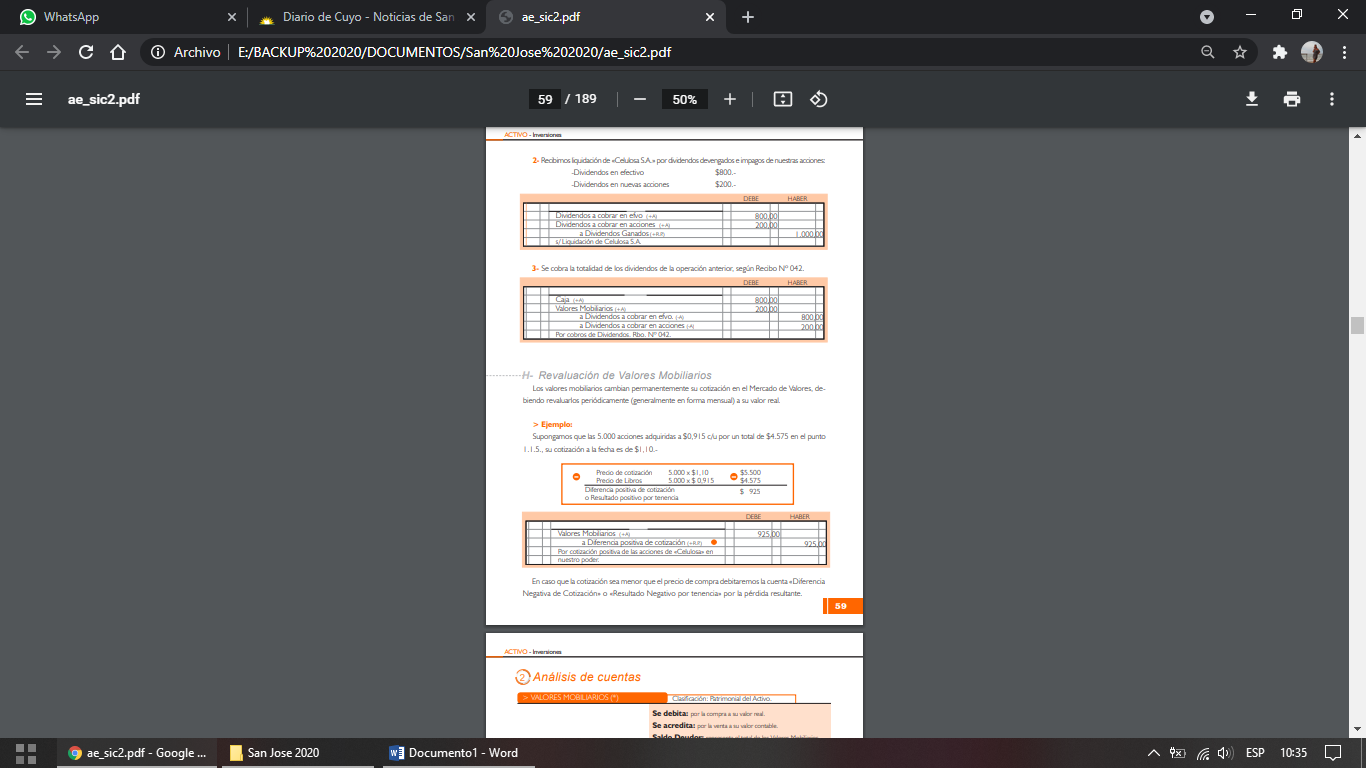 WhatsApp
Diario de Cuyo - Noticias de San
ae_sic2.pdf
Archivo
E:/BACKUP%202020/DOCUMENTOS/San%20Jose%202020/ae_sic2.pdf
ae_sic2.pdf
59 / 189
50%
ACTIVO - Inversiones
2- Recibimos liquidación de «Celulosa S.A.» por dividendos devengados e impagos de nuestras acciones:
-Dividendos en efectivo $800.-
-Dividendos en nuevas acciones $200.-
DEBE HABER
Dividendos a cobrar en efvo (+A) 800,00
Dividendos a cobrar en acciones (+A) 200,00
a Dividendos Ganados (+R.P.) 1.000,00
s/ Liquidación de Celulosa S.A.
3- Se cobra la totalidad de los dividendos de la operación anterior, según Recibo Nº 042.
DEBE HABER
Caja (+A) 800,00
Valores Mobiliarios (+A) 200,00
a Dividendos a cobrar en efvo. (-A) 800,00
a Dividendos a cobrar en acciones (-A) 200,00
Por cobros de Dividendos. Rbo. Nº 042.
H- Revaluación de Valores Mobiliarios
Los valores mobiliarios cambian permanentemente su cotización en el Mercado de Valores, de-
biendo revaluarlos periódicamente (generalmente en forma mensual) a su valor real.
> Ejemplo:
Supongamos que las 5.000 acciones adquiridas a $0,915 c/u por un total de $4.575 en el punto
1.1.5., su cotización a la fecha es de $1,10.-
Precio de cotización 5.000 x $1,10 $5.500
Precio de Libros 5.000 x $ 0,915 $4.575
Diferencia positiva de cotización $ 925
o Resultado positivo por tenencia
DEBE HABER
Valores Mobiliarios (+A) 925,00
a Diferencia positiva de cotización (+R.P.) 925,00
Por cotización positiva de las acciones de «Celulosa» en
nuestro poder.
En caso que la cotización sea menor que el precio de compra debitaremos la cuenta «Diferencia
Negativa de Cotización» o «Resultado Negativo por tenencia» por la pérdida resultante.
59
ACTIVO - Inversiones
2 Análisis de cuentas
> VALORES MOBILIARIOS (*) Clasificación: Patrimonial del Activo.
Se debita: por la compra a su valor real.
Se acredita: por la venta a su valor contable.
Saldo Deudor: representa el total de los Valores Mobiliarios
ae_sic2.pdf - Google ...
San Jose 2020
Documento1 - Word
ESP
10:35